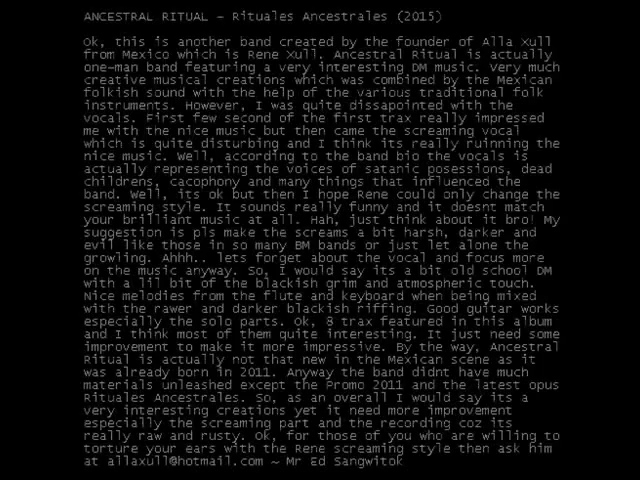 ANCESTRAL RITUAL - Rituales Ancestrales (2015)
Ok, this is another band created by the founder of Alla Xull
from Mexico which is Rene Xull. Ancestral Ritual is actually
one-man band featuring a very interesting DM music. Very much
creative musical creations which was combined by the Mexican
folkish sound with the help of the various traditional folk
instruments. However, I was quite dissapointed with the
vocals. First few second of the first trax really impressed
me with the nice music but then came the screaming vocal
which is quite disturbing and I think its really ruinning the
nice music. Well, according to the band bio the vocals is
actually representing the voices of satanic posessions, dead
childrens, cacophony and many things that influenced the
band. Well, its ok but then I hope Rene could only change the
screaming style. It sounds really funny and it doesnt match
your brilliant music at all. Hah, just think about it bro! My
suggestion is pls make the screams a bit harsh, darker and
evil like those in so many BM bands or just let alone the
growling. Ahhh.. lets forget about the vocal and focus more
on the music anyway. So, I would say its a bit old school DM
with a lil bit of the blackish grim and atmospheric touch.
Nice melodies from the flute and keyboard when being mixed
with the rawer and darker blackish riffing. Good guitar works
especially the solo parts. Ok, 8 trax featured in this album
and I think most of them quite interesting. It just need some
improvement to make it more impressive. By the way, Ancestral
Ritual is actually not that new in the Mexican scene as it
was already born in 2011. Anyway the band didnt have much
materials unleashed except the Promo 2011 and the latest opus
Rituales Ancestrales. So, as an overall I would say its a
very interesting creations yet it need more improvement
especially the screaming part and the recording coz its
really raw and rusty. Ok, for those of you who are willing to
torture your ears with the Rene screaming style then ask him
at allaxull@hotmail.com ~ Mr Ed Sangwitok